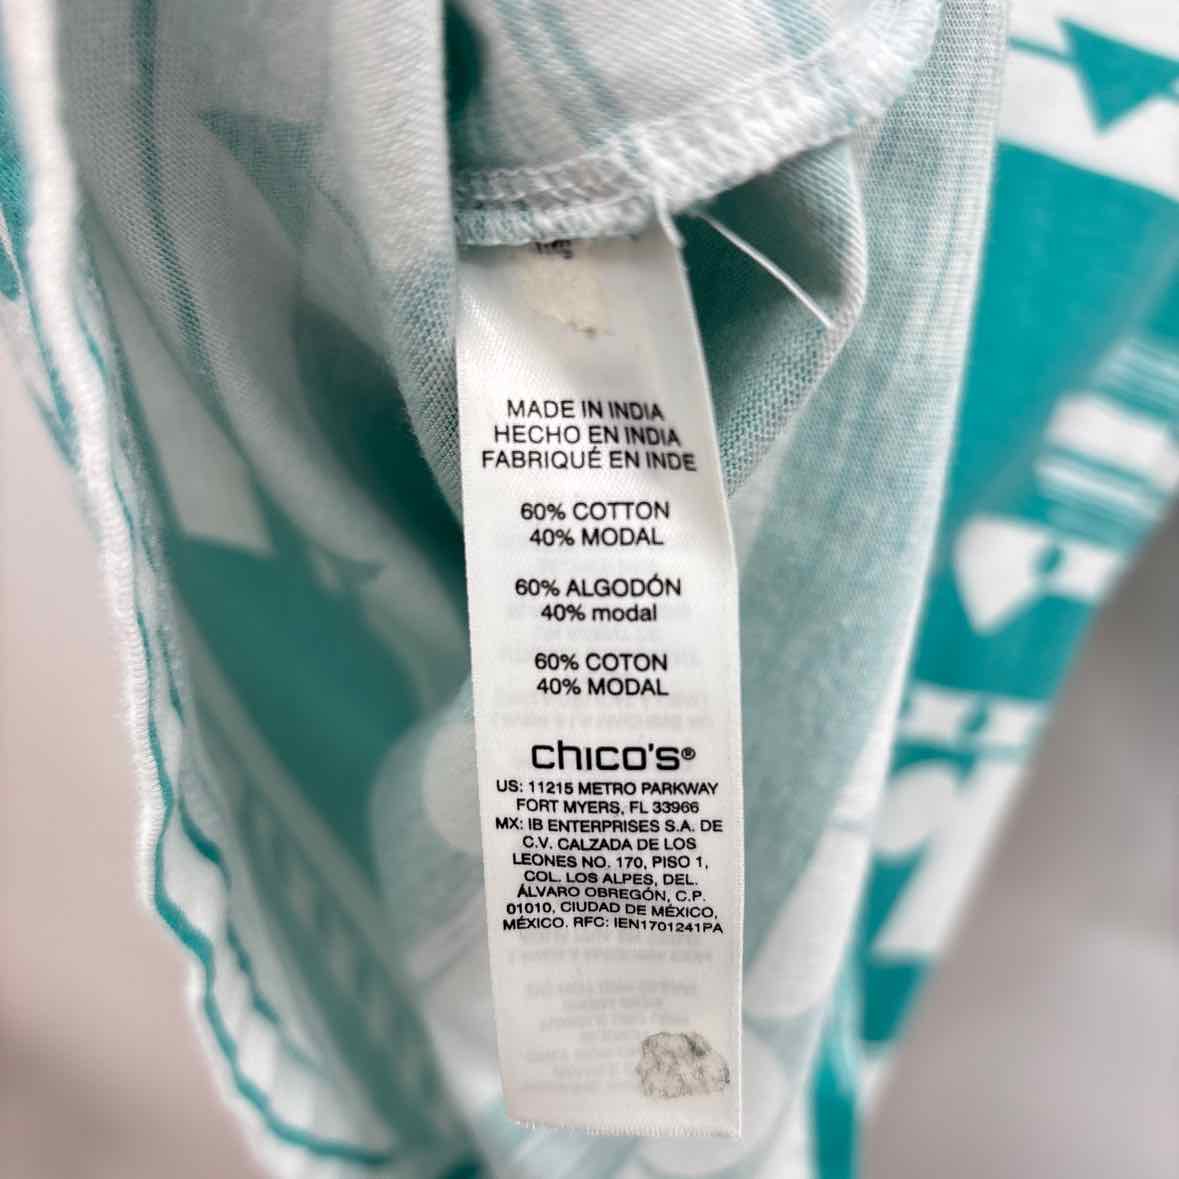 MADE IN INDIA
HECHO EN INDIA
FABRIQUÉ EN INDE
60% COTTON
40% MODAL
60% ALGODÓN
40% modal
60% COTON
40% MODAL
chico's®
US: 11215 METRO PARKWAY
FORT MYERS, FL 33966
MX: IB ENTERPRISES S.A. DE
C.V. CALZADA DE LOS
LEONES NO. 170, PISO 1,
COL. LOS ALPES, DEL.
ÁLVARO OBREGÓN, C.P.
01010, CIUDAD DE MÉXICO,
MÉXICO. RFC: IEN1701241PA